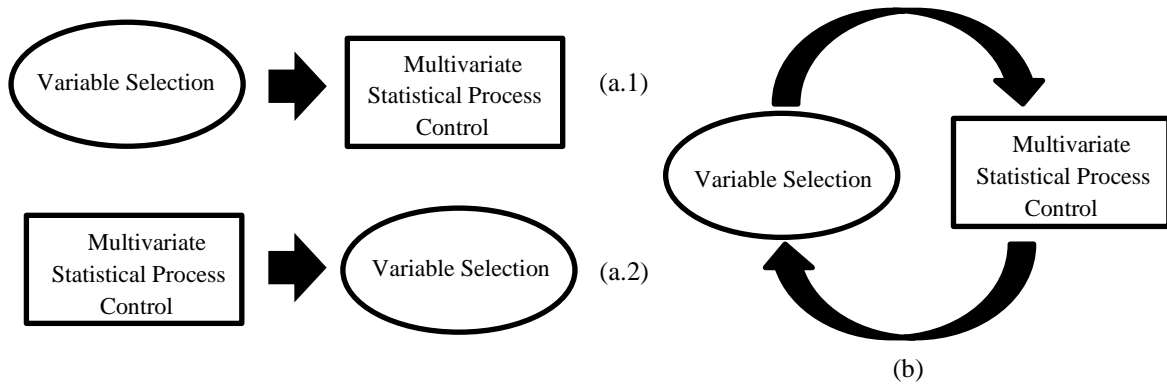 Variable Selection
Multivariate
Statistical Process
Control
(a.1)
Multivariate
Statistical Process
Control
Variable Selection
(a.2)
Variable Selection
Multivariate
Statistical Process
Control
(b)